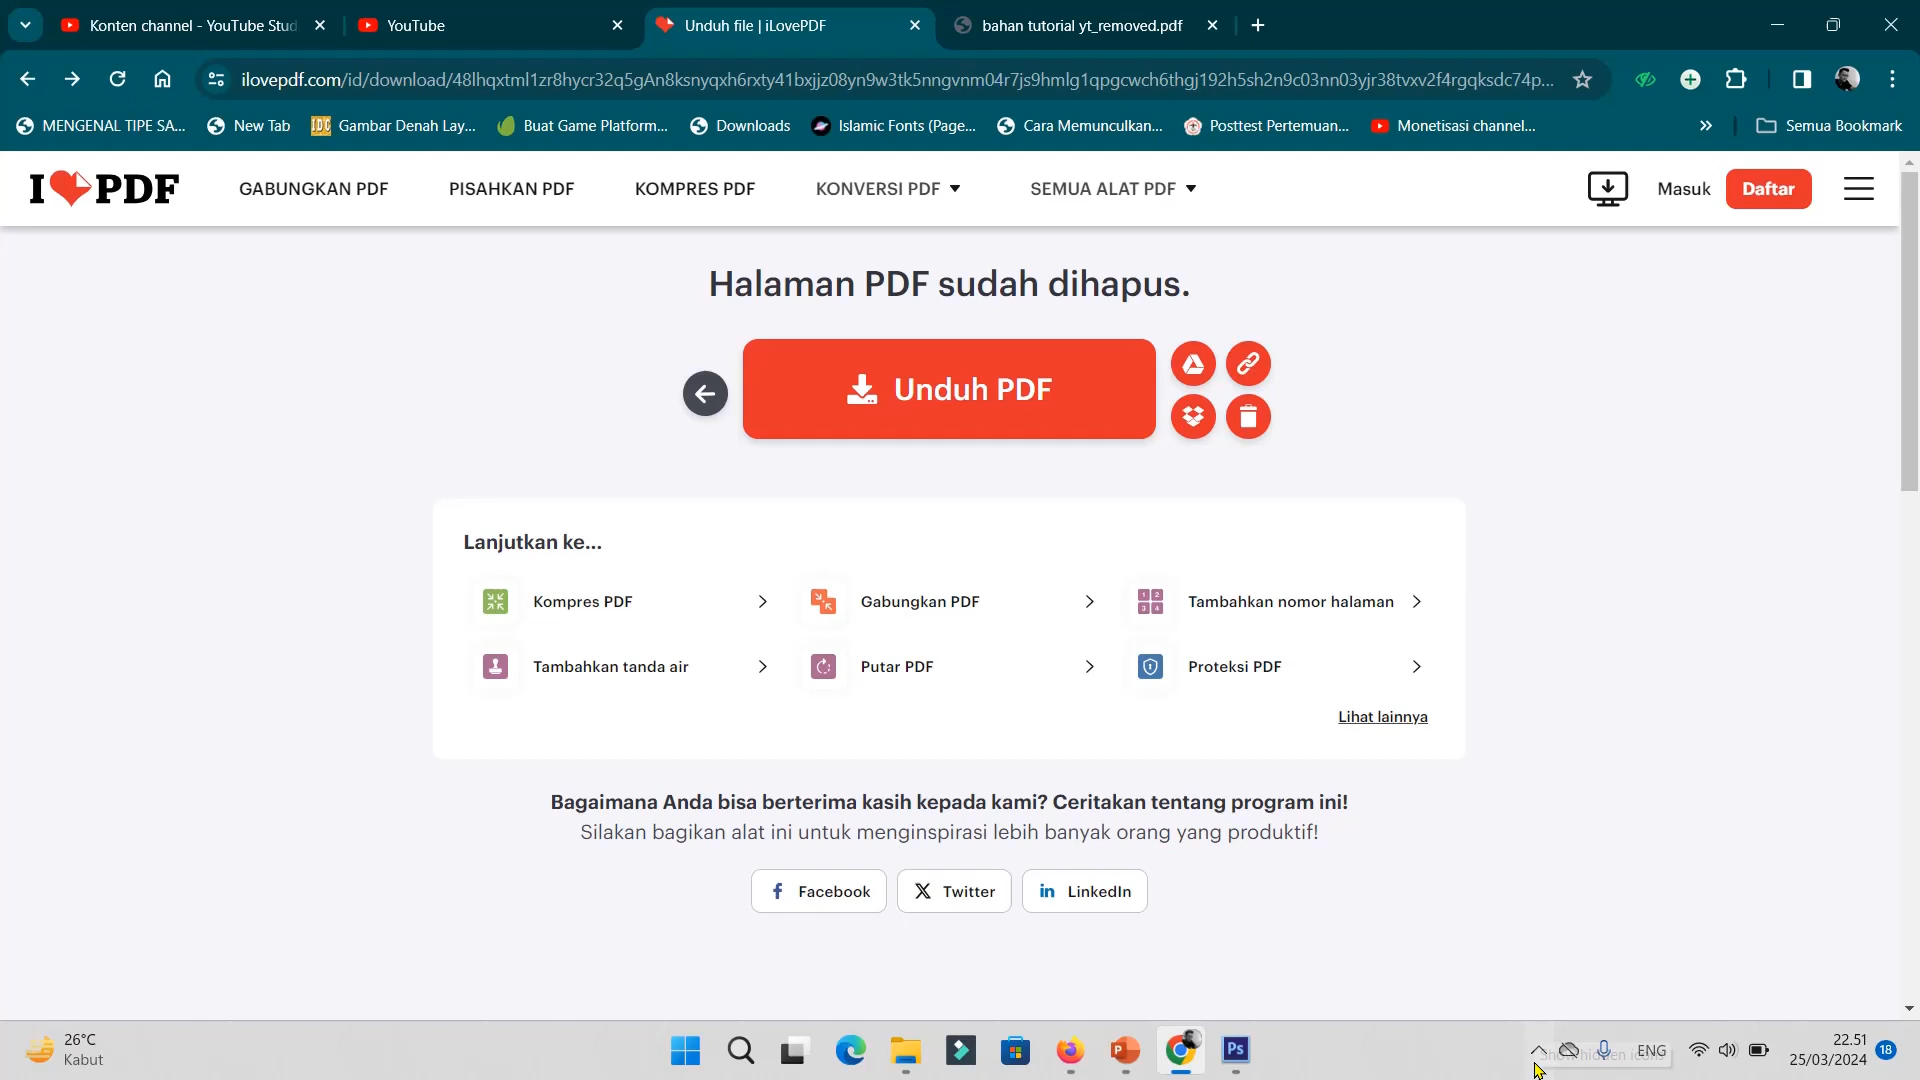 Konten channel - YouTube Stud
YouTube
Unduh file | iLovePDF
bahan tutorial yt_removed.pdf
ilovepdf.com/id/download/48lhqxtml1zr8hycr32q5gAn8ksnyqxh6rxty41bxjjz08yn9w3tk5nngvnm04r7js9hmlg1qpgcwch6thgj192h5sh2n9c03nn03yjr38tvxv2f4rgqksdc74p...
MENGENAL TIPE SA...
New Tab
Gambar Denah Lay...
Buat Game Platform...
Downloads
Islamic Fonts (Page...
Cara Memunculkan...
Posttest Pertemuan...
Monetisasi channel...
Semua Bookmark
I PDF
GABUNGKAN PDF
PISAHKAN PDF
KOMPRES PDF
KONVERSI PDF
SEMUA ALAT PDF
Masuk
Daftar
Halaman PDF sudah dihapus.
Unduh PDF
Lanjutkan ke...
Kompres PDF
Gabungkan PDF
Tambahkan nomor halaman
Tambahkan tanda air
Putar PDF
Proteksi PDF
Lihat lainnya
Bagaimana Anda bisa berterima kasih kepada kami? Ceritakan tentang program ini!
Silakan bagikan alat ini untuk menginspirasi lebih banyak orang yang produktif!
Facebook
Twitter
LinkedIn
26°C
Kabut
Show hidden icons
ENG
22.51
25/03/2024
18